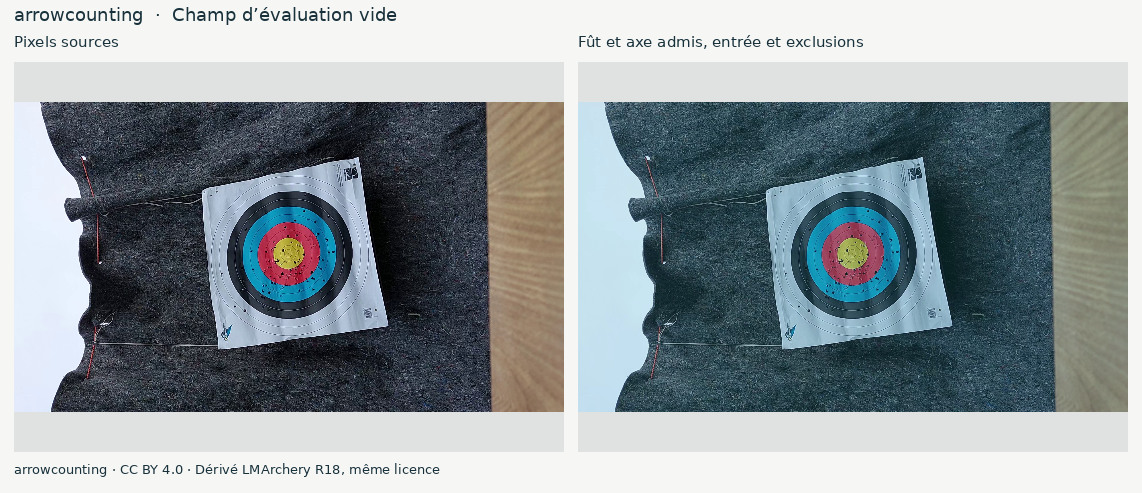 arrowcounting · Champ d’évaluation vide
Pixels sources
Fût et axe admis, entrée et exclusions
arrowcounting · CC BY 4.0 · Dérivé LMArchery R18, même licence